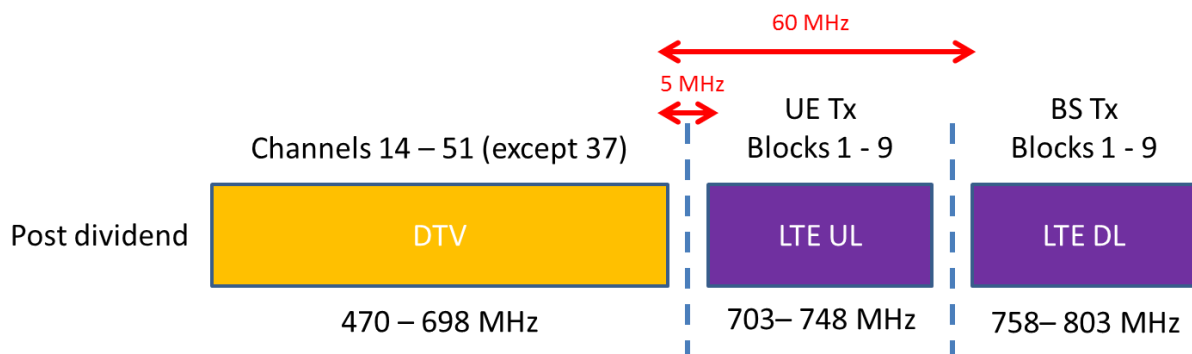 60 MHz
5 MHz
UE Tx
Blocks 1 - 9
BS Tx
Blocks 1 - 9
Channels 14 – 51 (except 37)
Post dividend
DTV
LTE UL
LTE DL
470 – 698 MHz
703– 748 MHz
758– 803 MHz